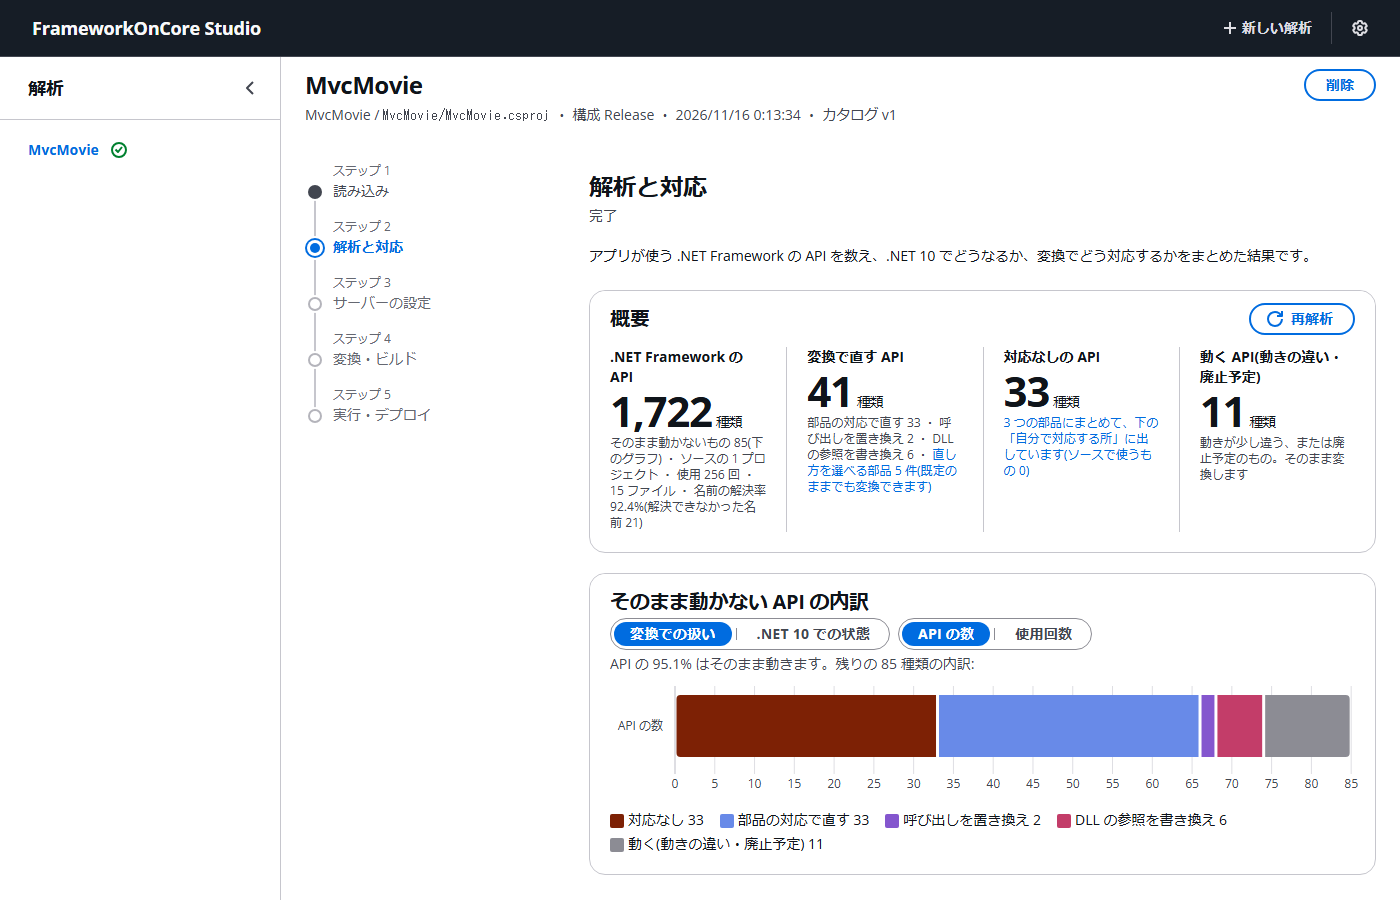 FrameworkOnCore Studio
新しい解析
解析
MvcMovie
MvcMovie
削除
MvcMovie / MvcMovie/MvcMovie.csproj ・ 構成 Release ・ 2026/11/16 0:13:34 ・ カタログ v1
ステップ 1
読み込み
ステップ 2
解析と対応
ステップ 3
サーバーの設定
ステップ 4
変換・ビルド
ステップ 5
実行・デプロイ
解析と対応
完了
アプリが使う .NET Framework の API を数え、.NET 10 でどうなるか、変換でどう対応するかをまとめた結果です。
概要
再解析
.NET Framework の
API
1,722 種類
そのまま動かないもの 85(下
のグラフ) ・ ソースの 1 プロ
ジェクト ・ 使用 256 回 ・
15 ファイル ・ 名前の解決率
92.4%(解決できなかった名
前 21)
変換で直す API
41 種類
部品の対応で直す 33 ・ 呼
び出しを置き換え 2 ・ DLL
の参照を書き換え 6 ・ 直し
方を選べる部品 5 件(既定の
ままでも変換できます)
対応なしの API
33 種類
3 つの部品にまとめて、下の
「自分で対応する所」に出
しています(ソースで使うも
の 0)
動く API(動きの違い・
廃止予定)
11 種類
動きが少し違う、または廃
止予定のもの。そのまま変
換します
そのまま動かない API の内訳
変換での扱い .NET 10 での状態 API の数 使用回数
API の 95.1% はそのまま動きます。残りの 85 種類の内訳:
API の数
0 5 10 15 20 25 30 35 40 45 50 55 60 65 70 75 80 85
対応なし 33 部品の対応で直す 33 呼び出しを置き換え 2 DLL の参照を書き換え 6
動く(動きの違い・廃止予定) 11